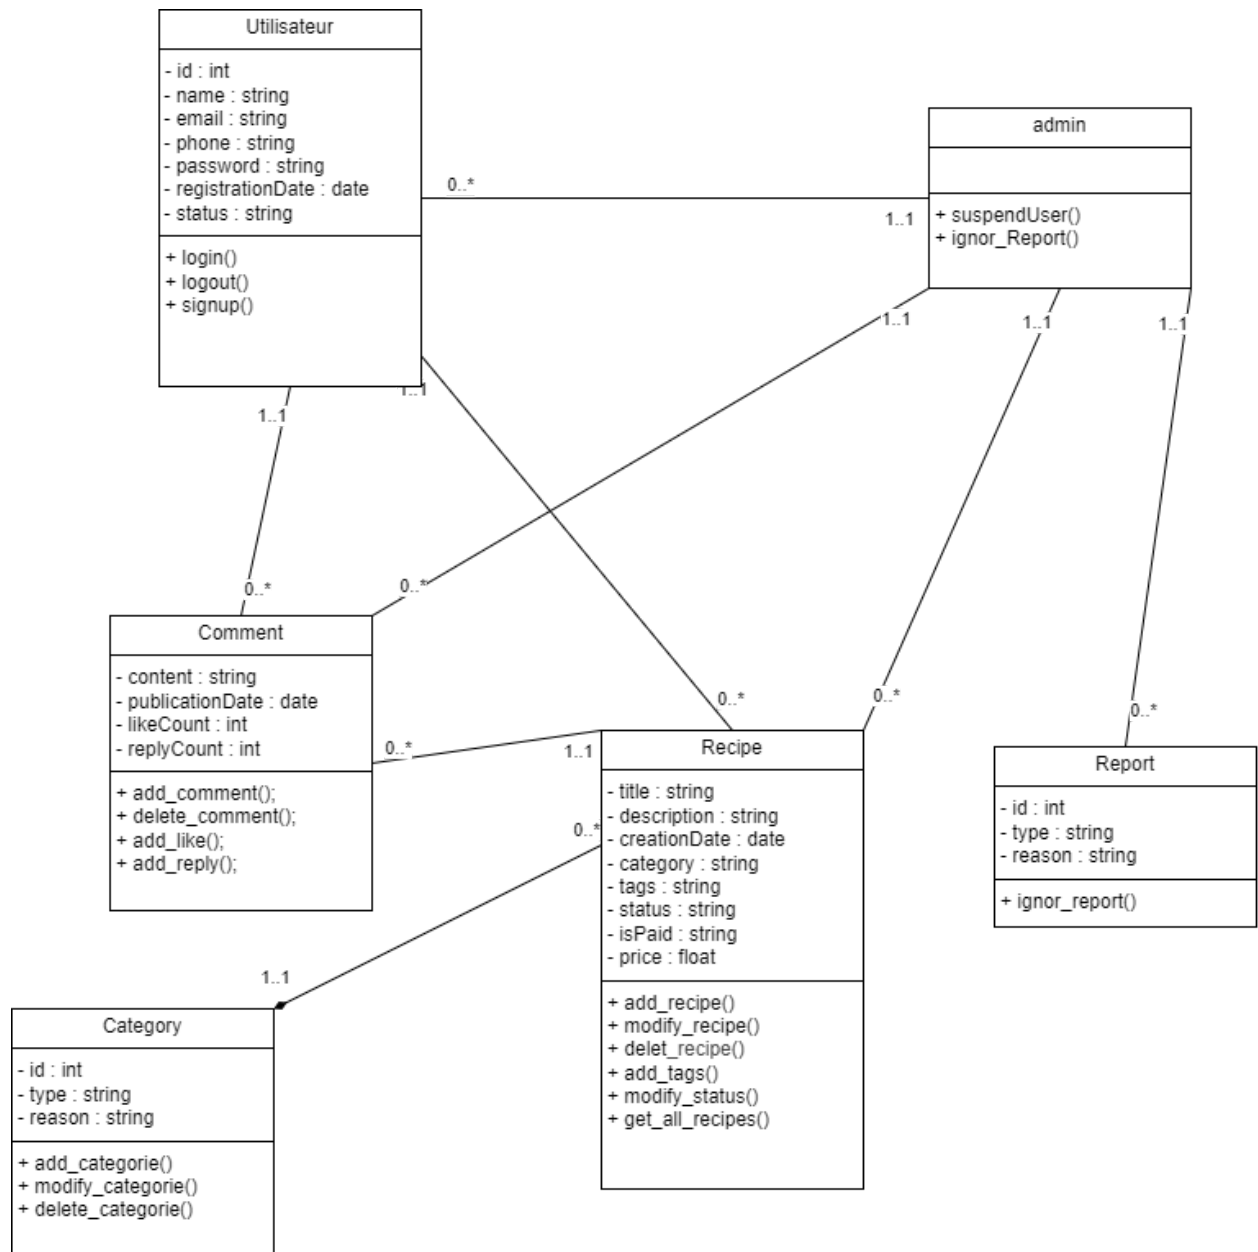 Utilisateur
- id : int
- name : string
- email : string
- phone : string
- password : string
- registrationDate : date
- status : string
+ login()
+ logout()
+ signup()
admin
+ suspendUser()
+ ignor_Report()
0..*
1..1
1..1
1..1
1..1
1..1
1..1
0..*
0..*
0..*
0..*
0..*
Comment
- content : string
- publicationDate : date
- likeCount : int
- replyCount : int
+ add_comment();
+ delete_comment();
+ add_like();
+ add_reply();
0..*
1..1
Recipe
- title : string
- description : string
- creationDate : date
- category : string
- tags : string
- status : string
- isPaid : string
- price : float
+ add_recipe()
+ modify_recipe()
+ delet_recipe()
+ add_tags()
+ modify_status()
+ get_all_recipes()
Report
- id : int
- type : string
- reason : string
+ ignor_report()
0..*
1..1
Category
- id : int
- type : string
- reason : string
+ add_categorie()
+ modify_categorie()
+ delete_categorie()